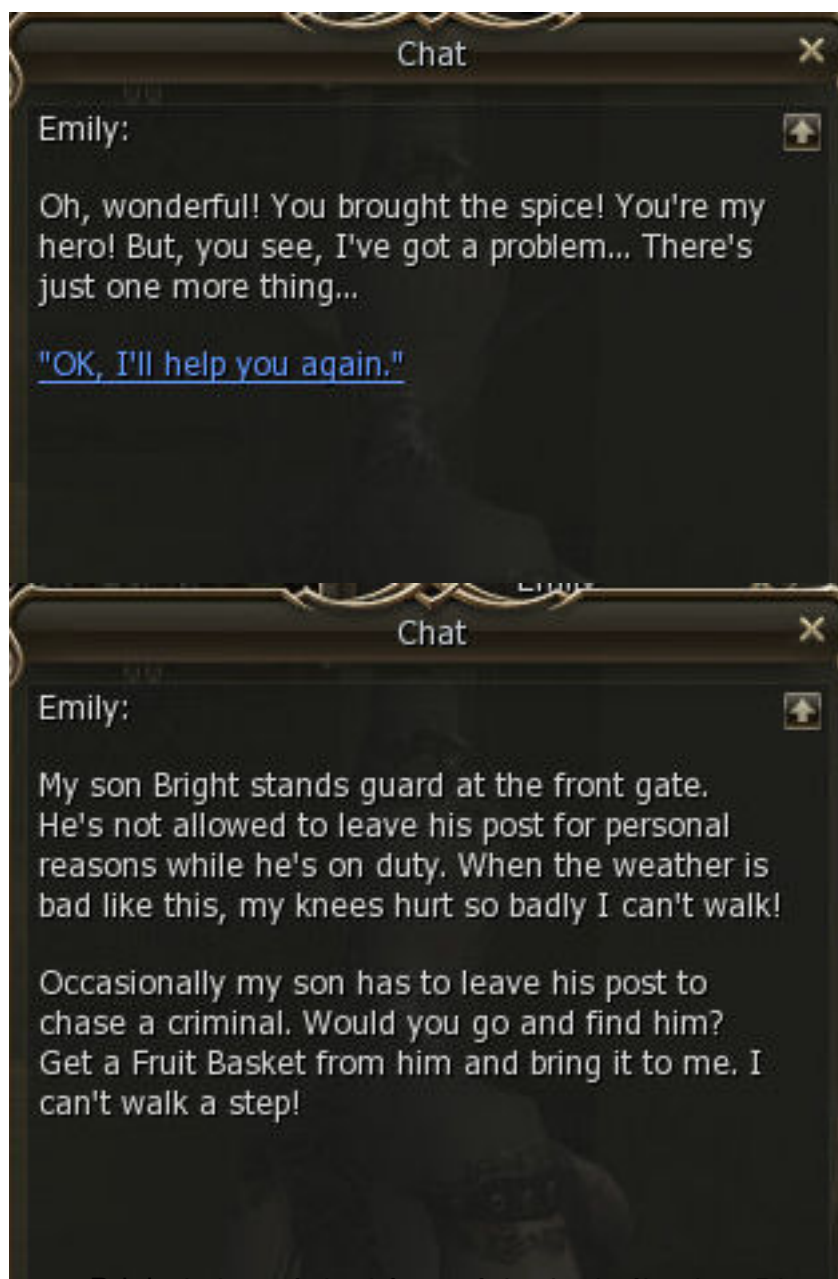 Chat
Emily:
Oh, wonderful! You brought the spice! You're my
hero! But, you see, I've got a problem... There's
just one more thing...
"OK, I'll help you again."
Chat
Emily:
My son Bright stands guard at the front gate.
He's not allowed to leave his post for personal
reasons while he's on duty. When the weather is
bad like this, my knees hurt so badly I can't walk!
Occasionally my son has to leave his post to
chase a criminal. Would you go and find him?
Get a Fruit Basket from him and bring it to me. I
can't walk a step!